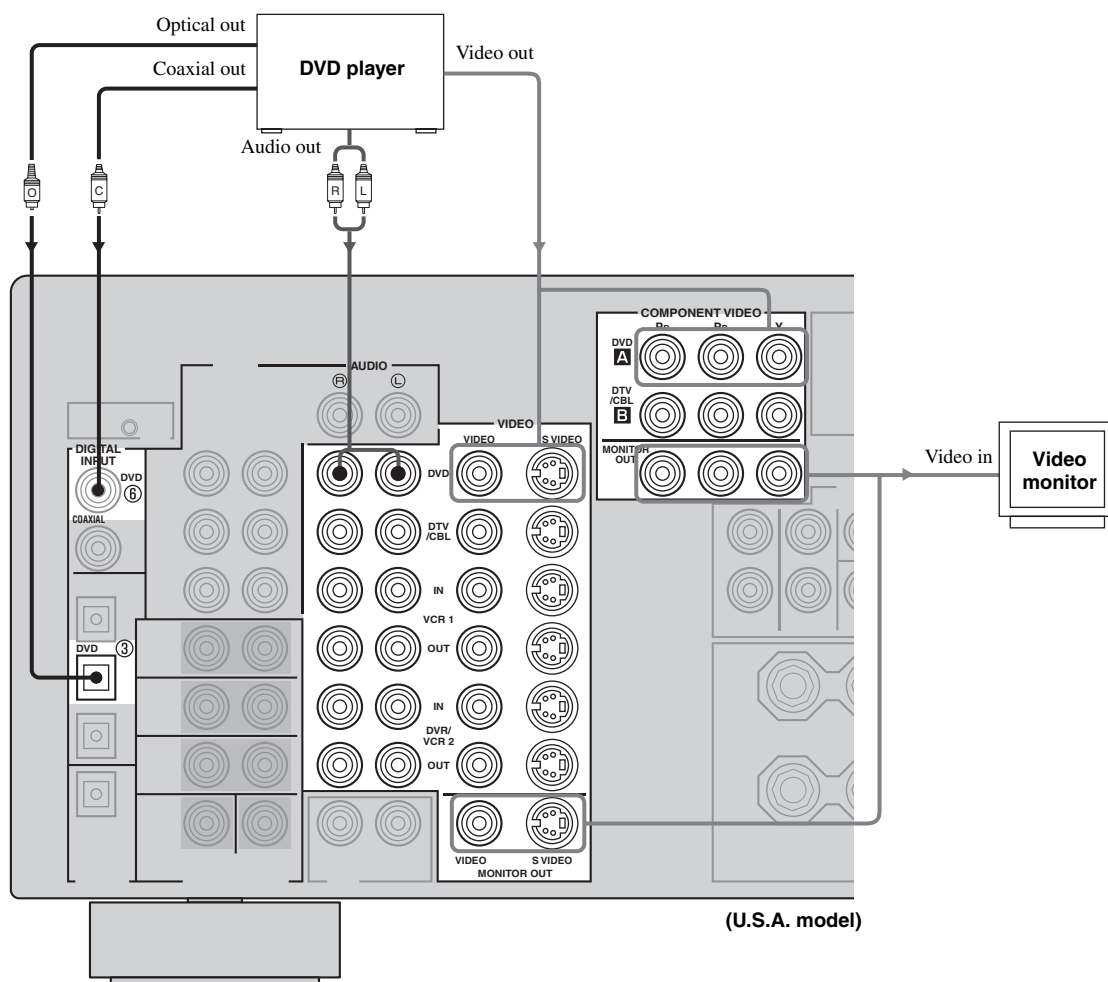 Optical out
Coaxial out
DVD player
Video out
Audio out
O
C
R
L
COMPONENT VIDEO
Y
DVD
A
DTV
/CBL
B
MONITOR
OUT
AUDIO
R
L
VIDEO
VIDEO
S VIDEO
DIGITAL
INPUT
DVD
⑥
COAXIAL
DVD
③
DVD
DTV
/CBL
IN
VCR 1
OUT
IN
DVR/
VCR 2
OUT
VIDEO
S VIDEO
MONITOR OUT
Video in
Video
monitor
(U.S.A. model)